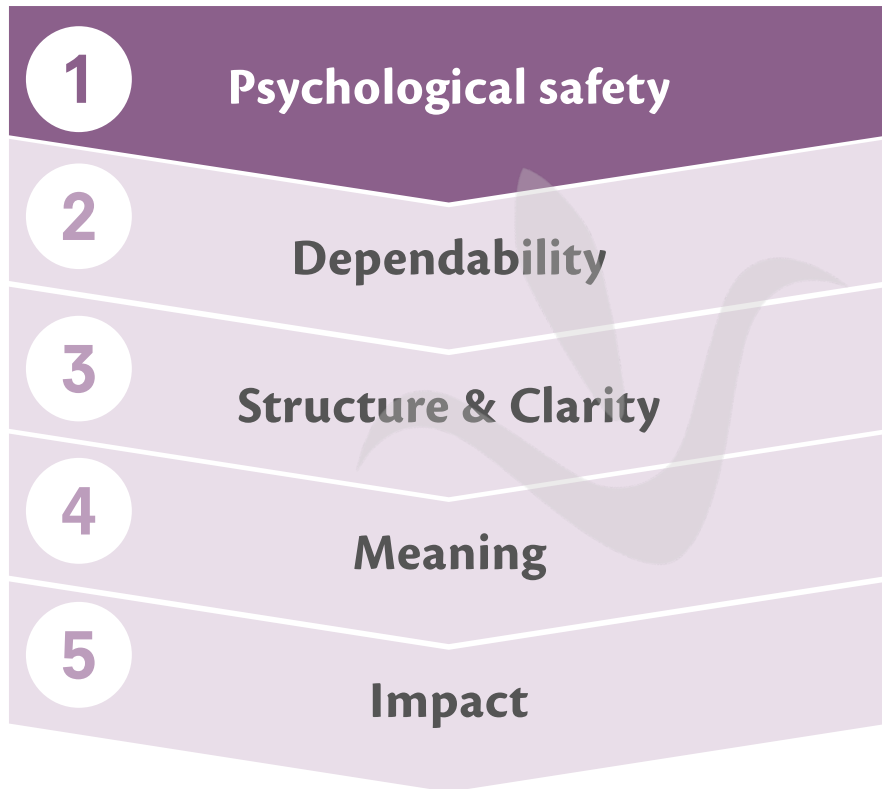 1
Psychological safety
2
Dependability
3
Structure & Clarity
4
Meaning
5
Impact